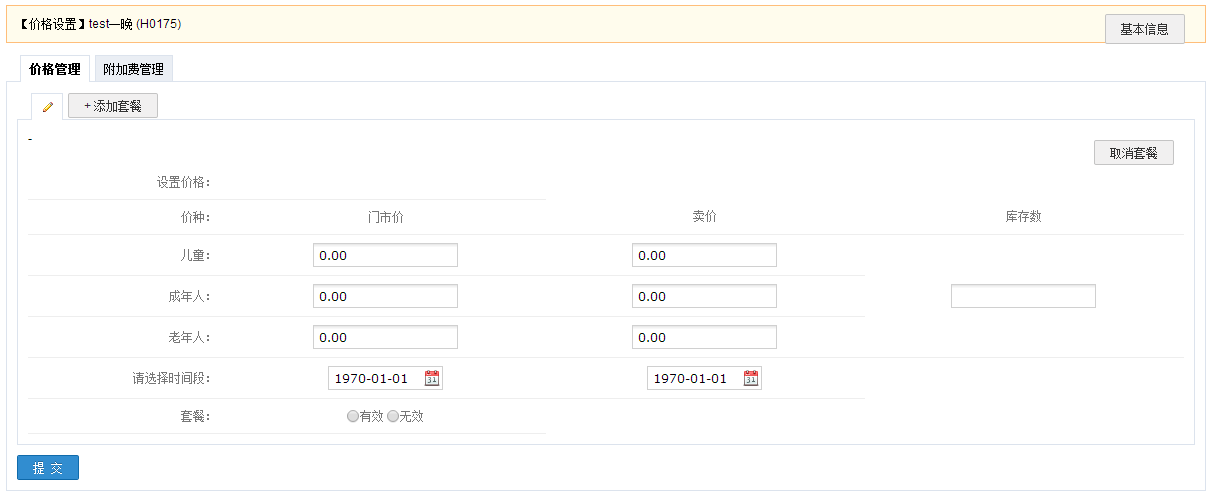 【价格设置】test—晚 (H0175)
基本信息
价格管理 附加费管理
+ 添加套餐
-
取消套餐
设置价格：
价种： 门市价 卖价 库存数
儿童： 0.00 0.00
成年人： 0.00 0.00
老年人： 0.00 0.00
请选择时间段： 1970-01-01 31 1970-01-01 31
套餐： 有效 无效
提 交